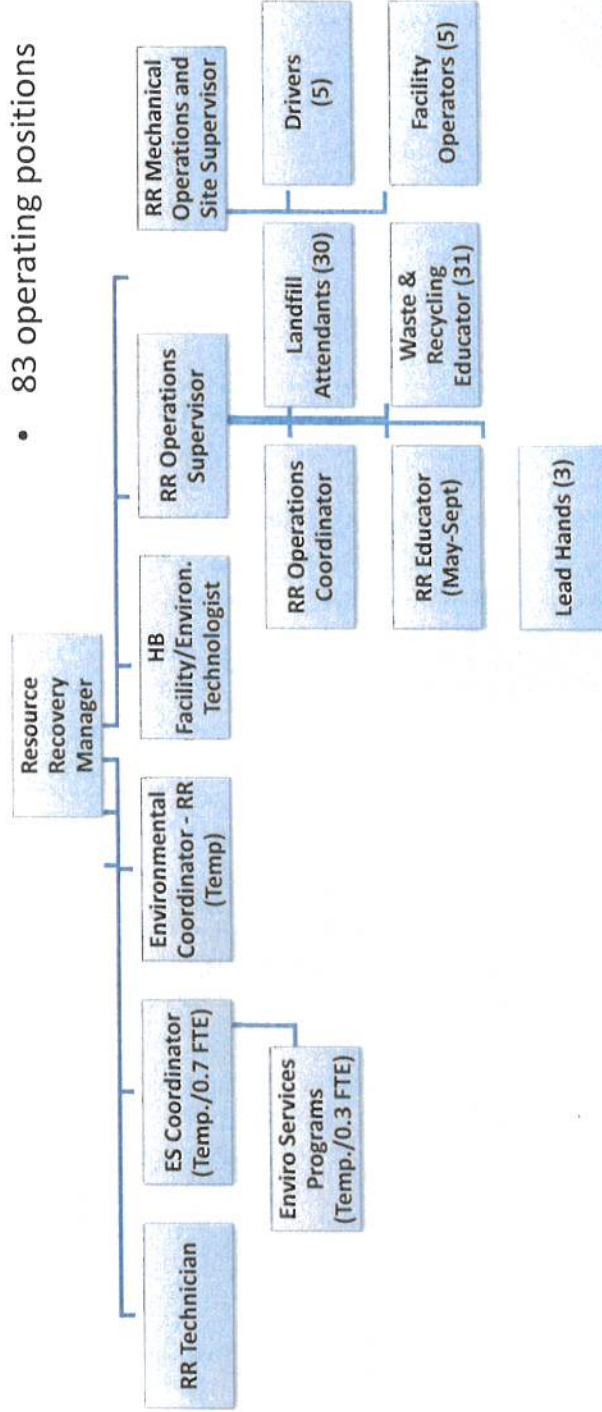 • 83 operating positions
Resource
Recovery
Manager
RR Technician
ES Coordinator
(Temp./0.7 FTE)
Enviro Services
Programs
(Temp./0.3 FTE)
Environmental
Coordinator - RR
(Temp)
HB
Facility/Environ.
Technologist
RR Operations
Supervisor
RR Operations
Coordinator
Landfill
Attendants (30)
RR Educator
(May-Sept)
Waste &
Recycling
Educator (31)
Lead Hands (3)
RR Mechanical
Operations and
Site Supervisor
Drivers
(5)
Facility
Operators (5)